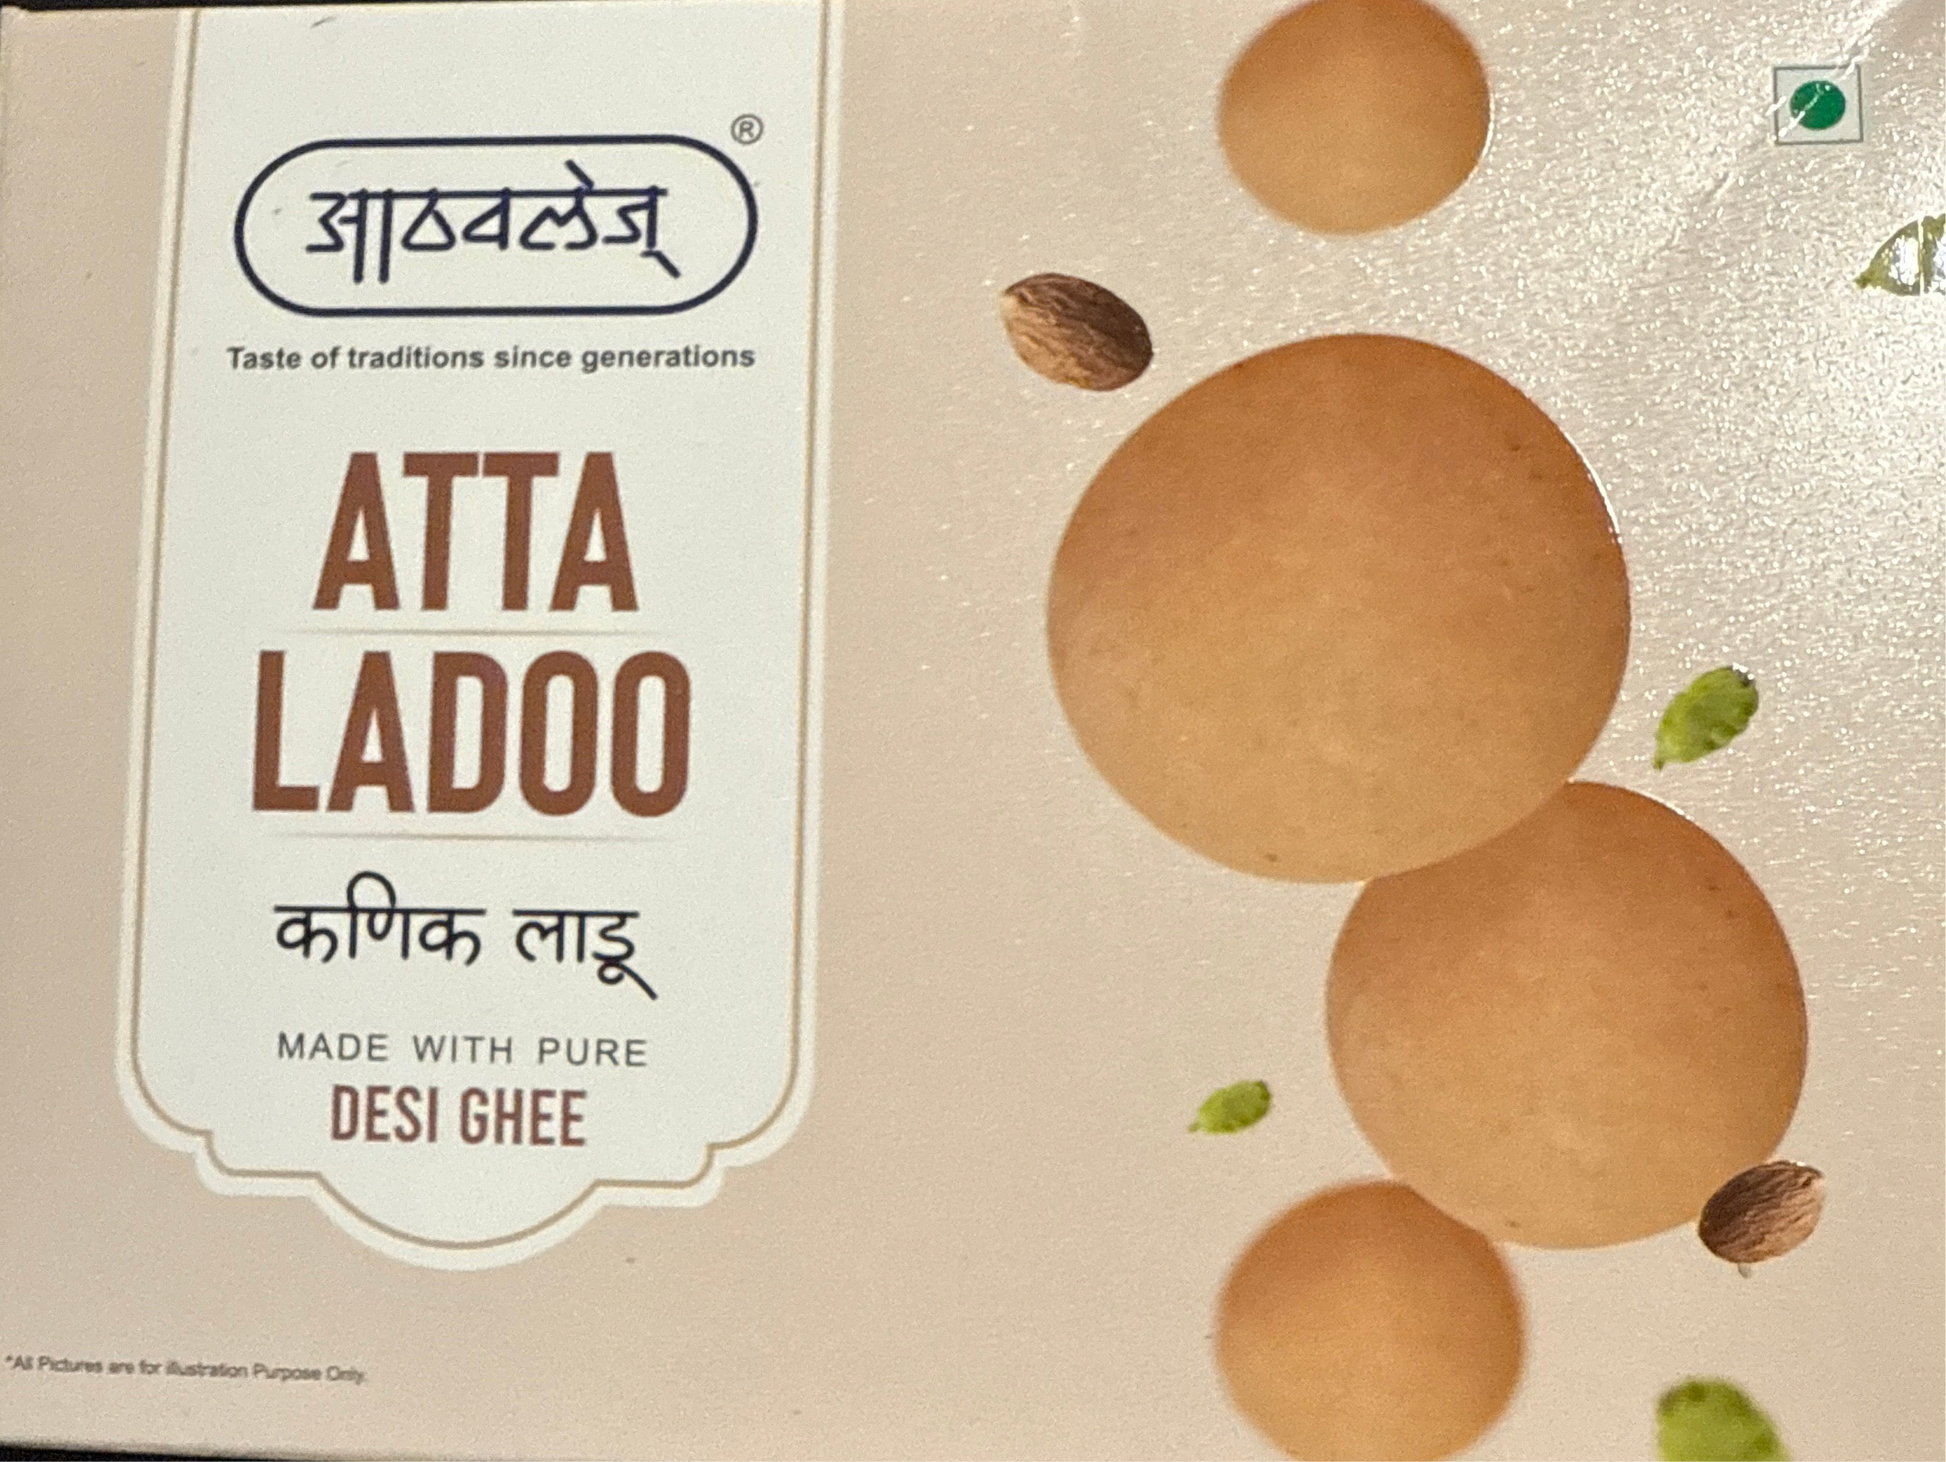 आठवलेज् ®
Taste of traditions since generations
ATTA
LADOO
कणिक लाडू
MADE WITH PURE
DESI GHEE
*All Pictures are for illustration Purpose Only.